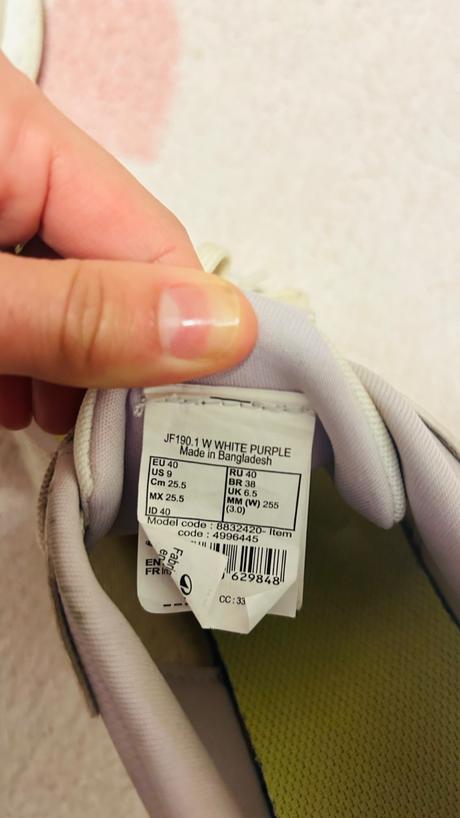 JF190.1 W WHITE PURPLE
Made in Bangladesh
EU 40
US 9
Cm 25.5
MX 25.5
ID 40
RU 40
BR 38
UK 6.5
MM (W) 255
(3.0)
Model code : 8832420- Item
code : 4996445
EN
FR
629848
CC : 33